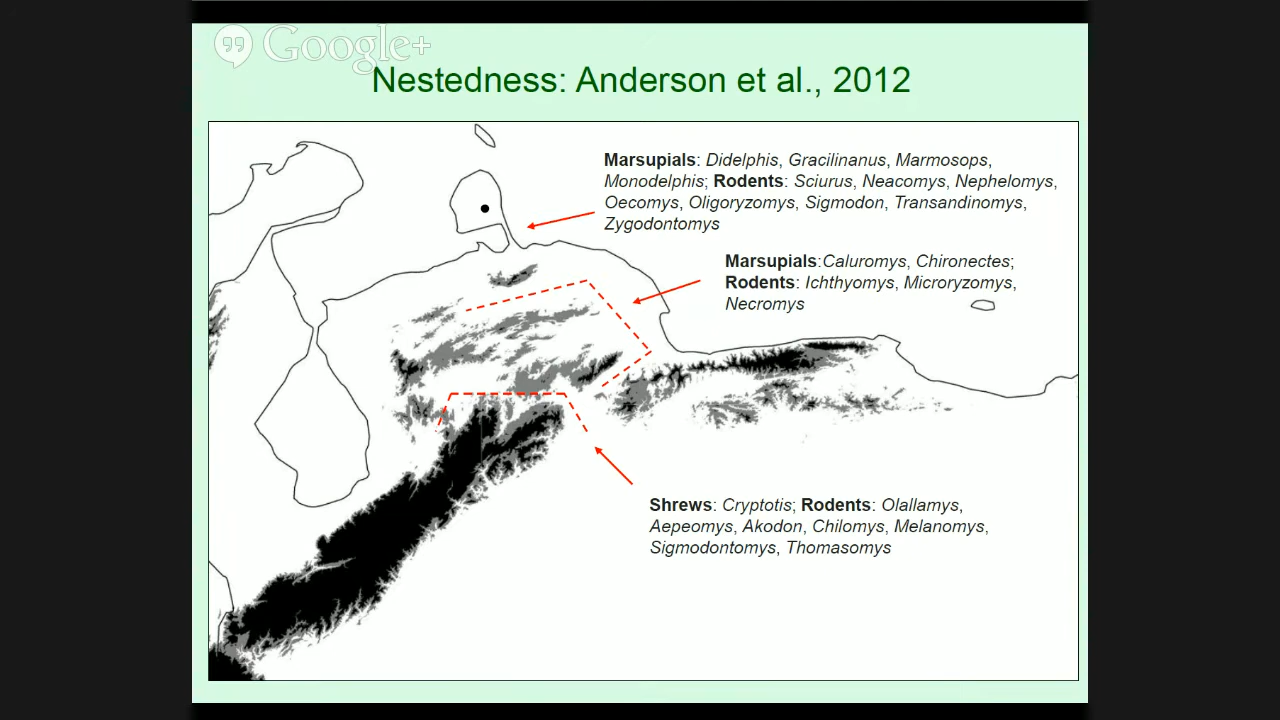 Google+
Nestedness: Anderson et al., 2012
Marsupials: Didelphis, Gracilinanus, Marmosops,
Monodelphis; Rodents: Sciurus, Neacomys, Nephelomys,
Oecomys, Oligoryzomys, Sigmodon, Transandinomys,
Zygodontomys
Marsupials:Caluromys, Chironectes;
Rodents: Ichthyomys, Microryzomys,
Necromys
Shrews: Cryptotis; Rodents: Olallamys,
Aepeomys, Akodon, Chilomys, Melanomys,
Sigmodontomys, Thomasomys